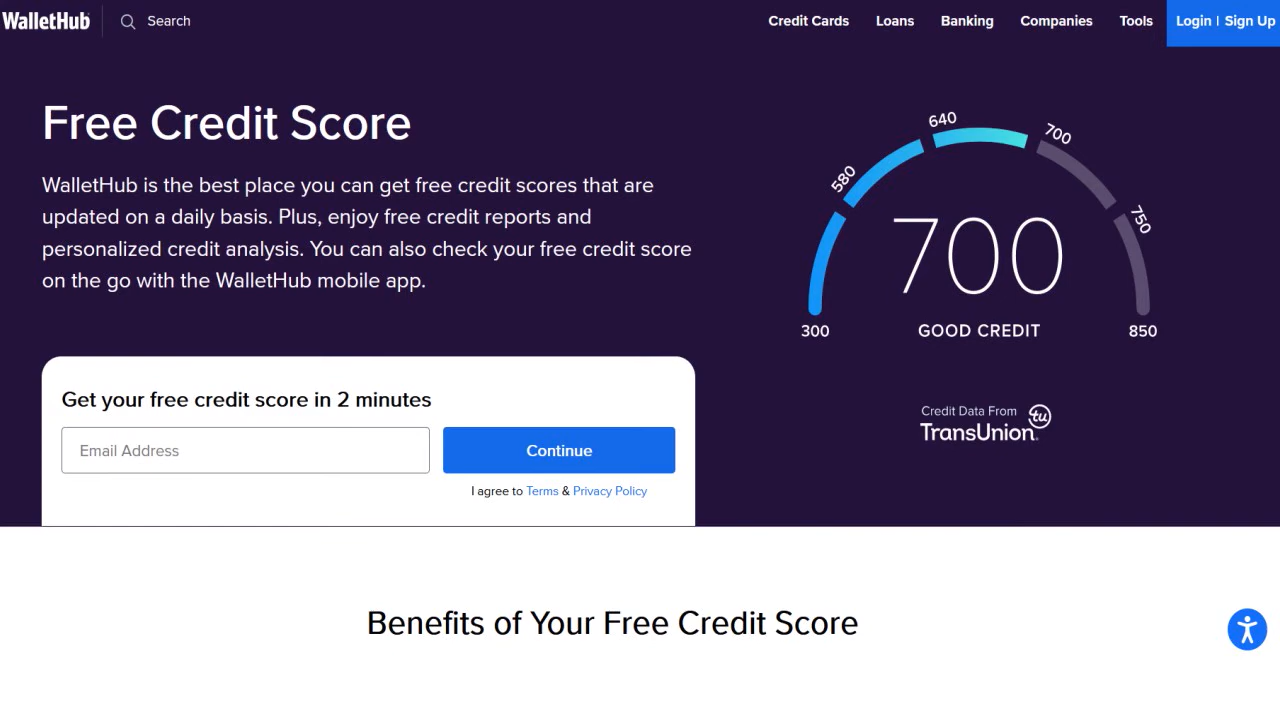 WalletHub
Search
Credit Cards
Loans
Banking
Companies
Tools
Login | Sign Up
Free Credit Score
WalletHub is the best place you can get free credit scores that are
updated on a daily basis. Plus, enjoy free credit reports and
personalized credit analysis. You can also check your free credit score
on the go with the WalletHub mobile app.
300
580
640
700
750
850
700
GOOD CREDIT
Credit Data From
tu
TransUnion
Get your free credit score in 2 minutes
Email Address
Continue
I agree to Terms & Privacy Policy
Benefits of Your Free Credit Score